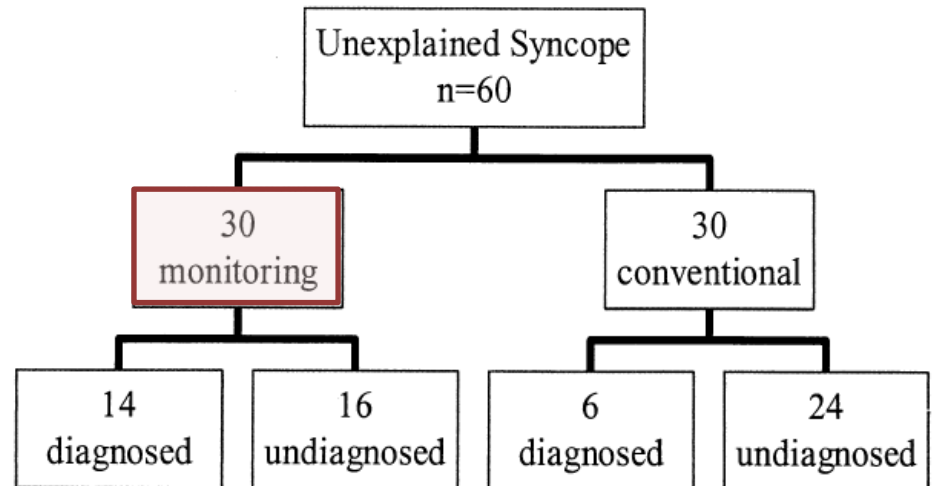 Unexplained Syncope
n=60
30
monitoring
30
conventional
14
diagnosed
16
undiagnosed
6
diagnosed
24
undiagnosed